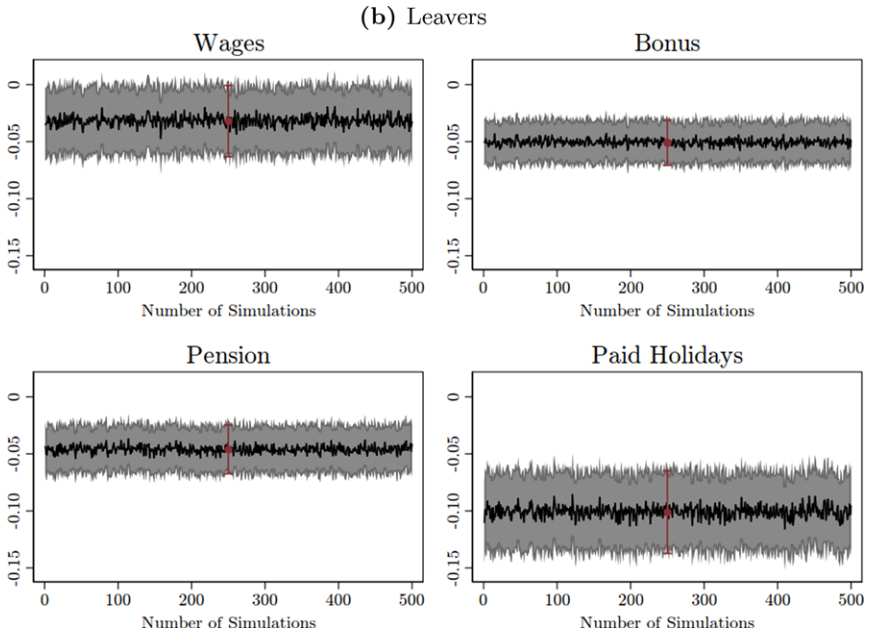 (b) Leavers
Wages
0
-0.05
-0.10
-0.15
0 100 200 300 400 500
Number of Simulations
Bonus
0
-0.05
-0.10
-0.15
0 100 200 300 400 500
Number of Simulations
Pension
0
-0.05
-0.10
-0.15
0 100 200 300 400 500
Number of Simulations
Paid Holidays
0
-0.05
-0.10
-0.15
0 100 200 300 400 500
Number of Simulations